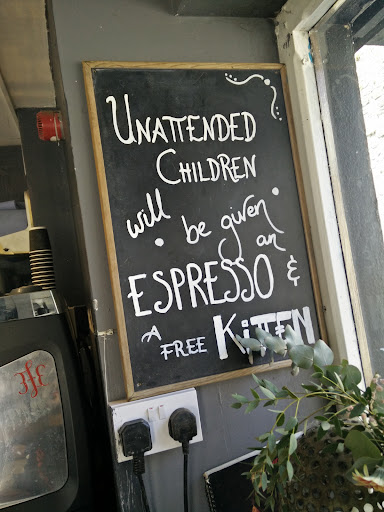 UNATTENDED
CHILDREN
will
be given
an
ESPRESSO &
A FREE KiTTEN